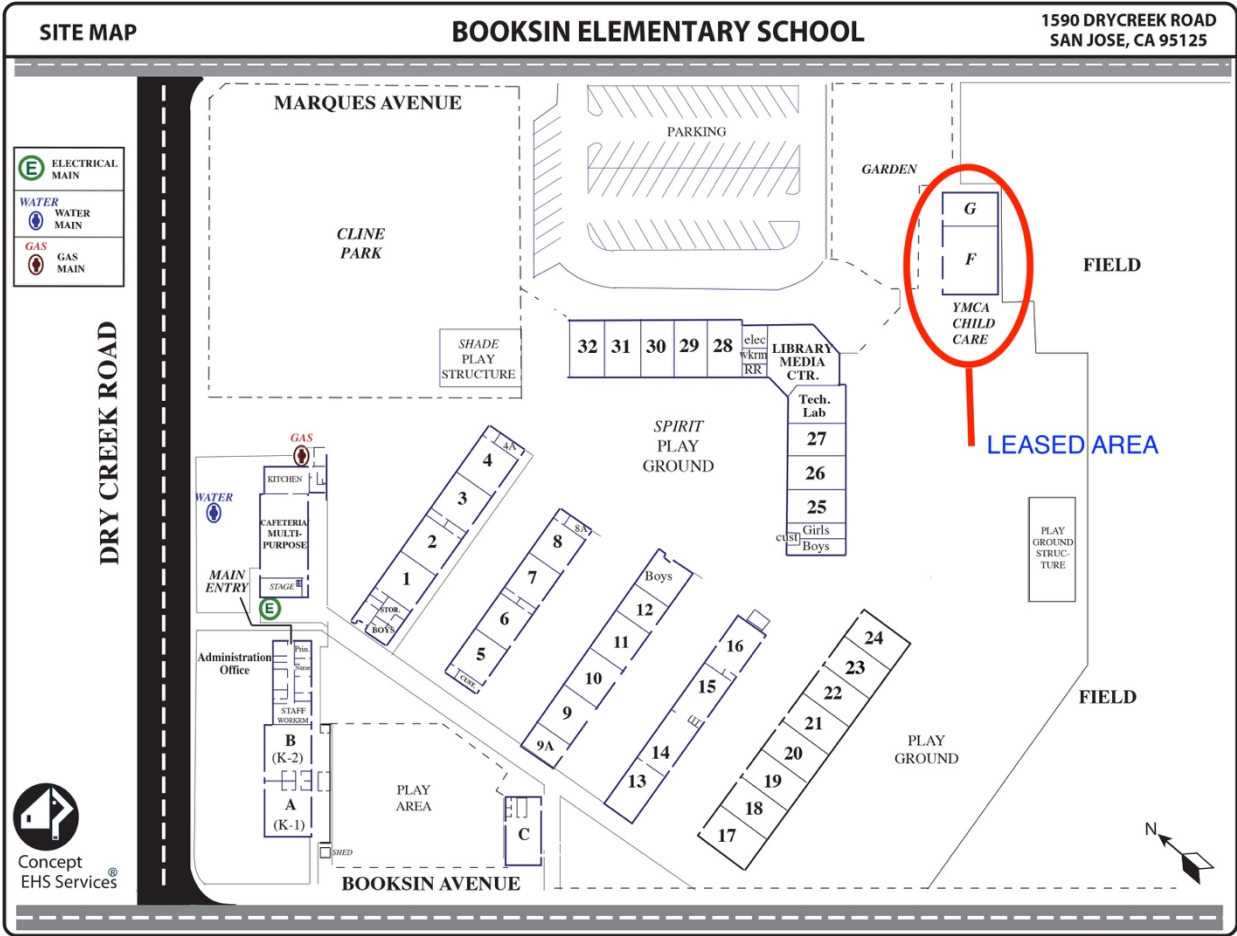 SITE MAP
BOOKSIN ELEMENTARY SCHOOL
1590 DRYCREEK ROAD
SAN JOSE, CA 95125
MARQUES AVENUE
PARKING
E
ELECTRICAL
MAIN
WATER
WATER
MAIN
GAS
GAS
MAIN
DRY CREEK ROAD
CLINE
PARK
GARDEN
G
F
YMCA
CHILD
CARE
FIELD
LEASED AREA
SHADE
PLAY
STRUCTURE
32
31
30
29
28
elec
wkrm
RR
LIBRARY
MEDIA
CTR.
Tech.
Lab
27
26
25
Girls
cust
Boys
SPIRIT
PLAY
GROUND
GAS
WATER
KITCHEN
CAFETERIA/
MULTI-
PURPOSE
STAGE
MAIN
ENTRY
E
4A
4
3
2
1
STOR.
BOYS
8A
8
7
6
5
CUST.
Boys
12
11
10
9
9A
16
15
14
13
24
23
22
21
20
19
18
17
PLAY
GROUND
STRUC-
TURE
FIELD
PLAY
GROUND
Administration
Office
Prin.
Nurse
STAFF
WORKRM
B
(K-2)
A
(K-1)
PLAY
AREA
C
SHED
BOOKSIN AVENUE
N
Concept
EHS Services®